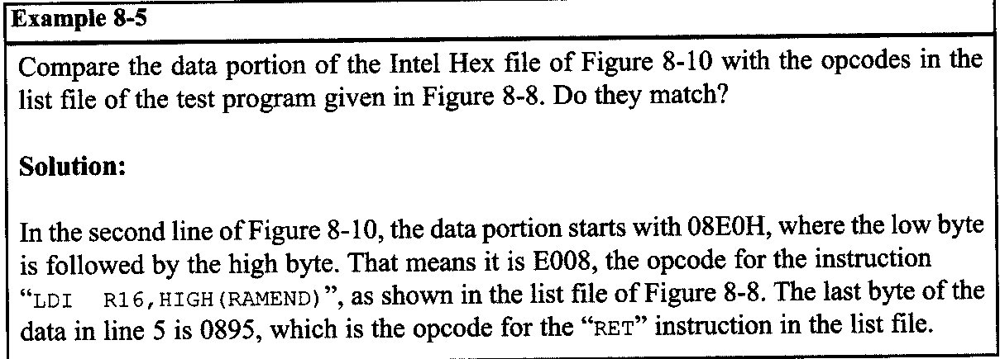 Example 8-5
Compare the data portion of the Intel Hex file of Figure 8-10 with the opcodes in the
list file of the test program given in Figure 8-8. Do they match?
Solution:
In the second line of Figure 8-10, the data portion starts with 08E0H, where the low byte
is followed by the high byte. That means it is E008, the opcode for the instruction
“LDI R16,HIGH(RAMEND)”, as shown in the list file of Figure 8-8. The last byte of the
data in line 5 is 0895, which is the opcode for the “RET” instruction in the list file.